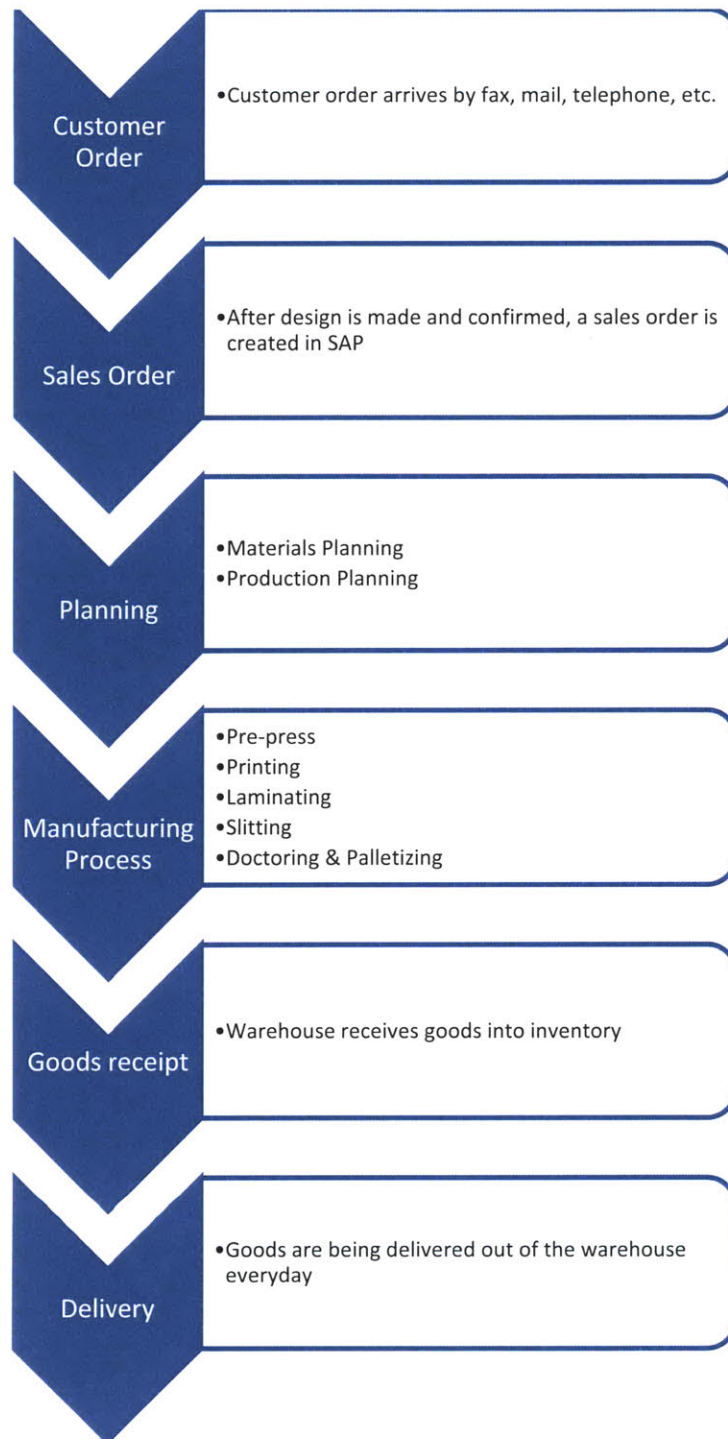 Customer
Order
•Customer order arrives by fax, mail, telephone, etc.
Sales Order
•After design is made and confirmed, a sales order is
created in SAP
Planning
•Materials Planning
•Production Planning
Manufacturing
Process
•Pre-press
•Printing
•Laminating
•Slitting
•Doctoring & Palletizing
Goods receipt
•Warehouse receives goods into inventory
Delivery
•Goods are being delivered out of the warehouse
everyday